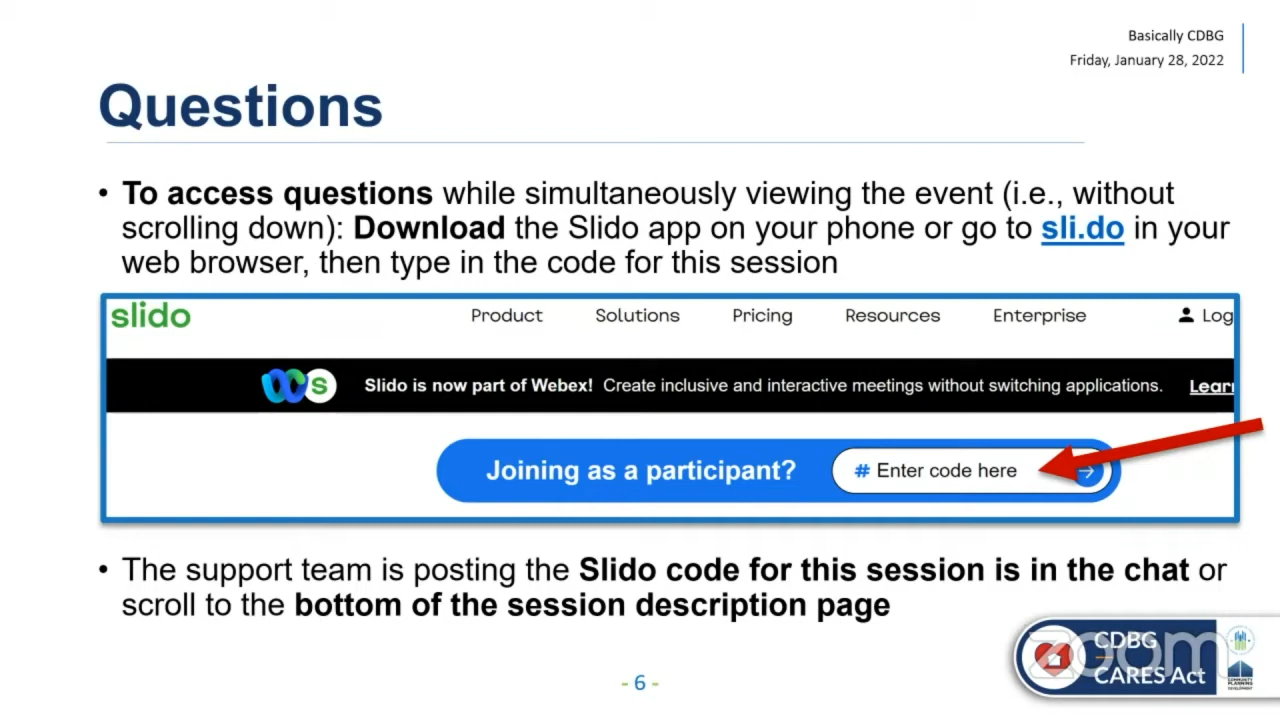 Basically CDBG
Friday, January 28, 2022
Questions
• To access questions while simultaneously viewing the event (i.e., without
scrolling down): Download the Slido app on your phone or go to sli.do in your
web browser, then type in the code for this session
slido Product Solutions Pricing Resources Enterprise Log
S Slido is now part of Webex! Create inclusive and interactive meetings without switching applications. Lear
Joining as a participant? # Enter code here
• The support team is posting the Slido code for this session is in the chat or
scroll to the bottom of the session description page
CDBG
zoom
CARES Act
COMMUNITY PLANNING DEVELOPMENT
- 6 -